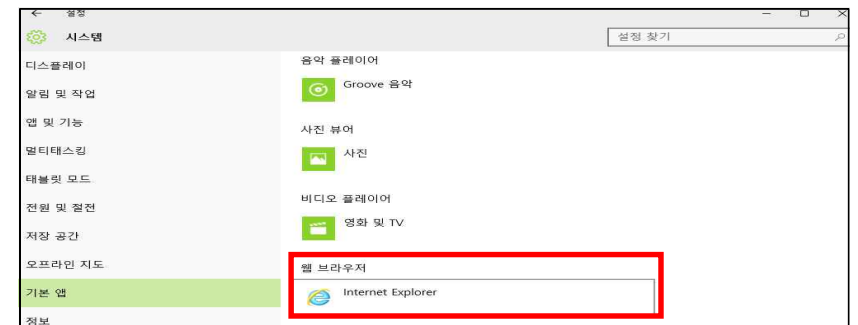 설정
시스템
설정 찾기
디스플레이
알림 및 작업
앱 및 기능
멀티태스킹
태블릿 모드
전원 및 절전
저장 공간
오프라인 지도
기본 앱
정보
음악 플레이어
Groove 음악
사진 뷰어
사진
비디오 플레이어
영화 및 TV
웹 브라우저
Internet Explorer